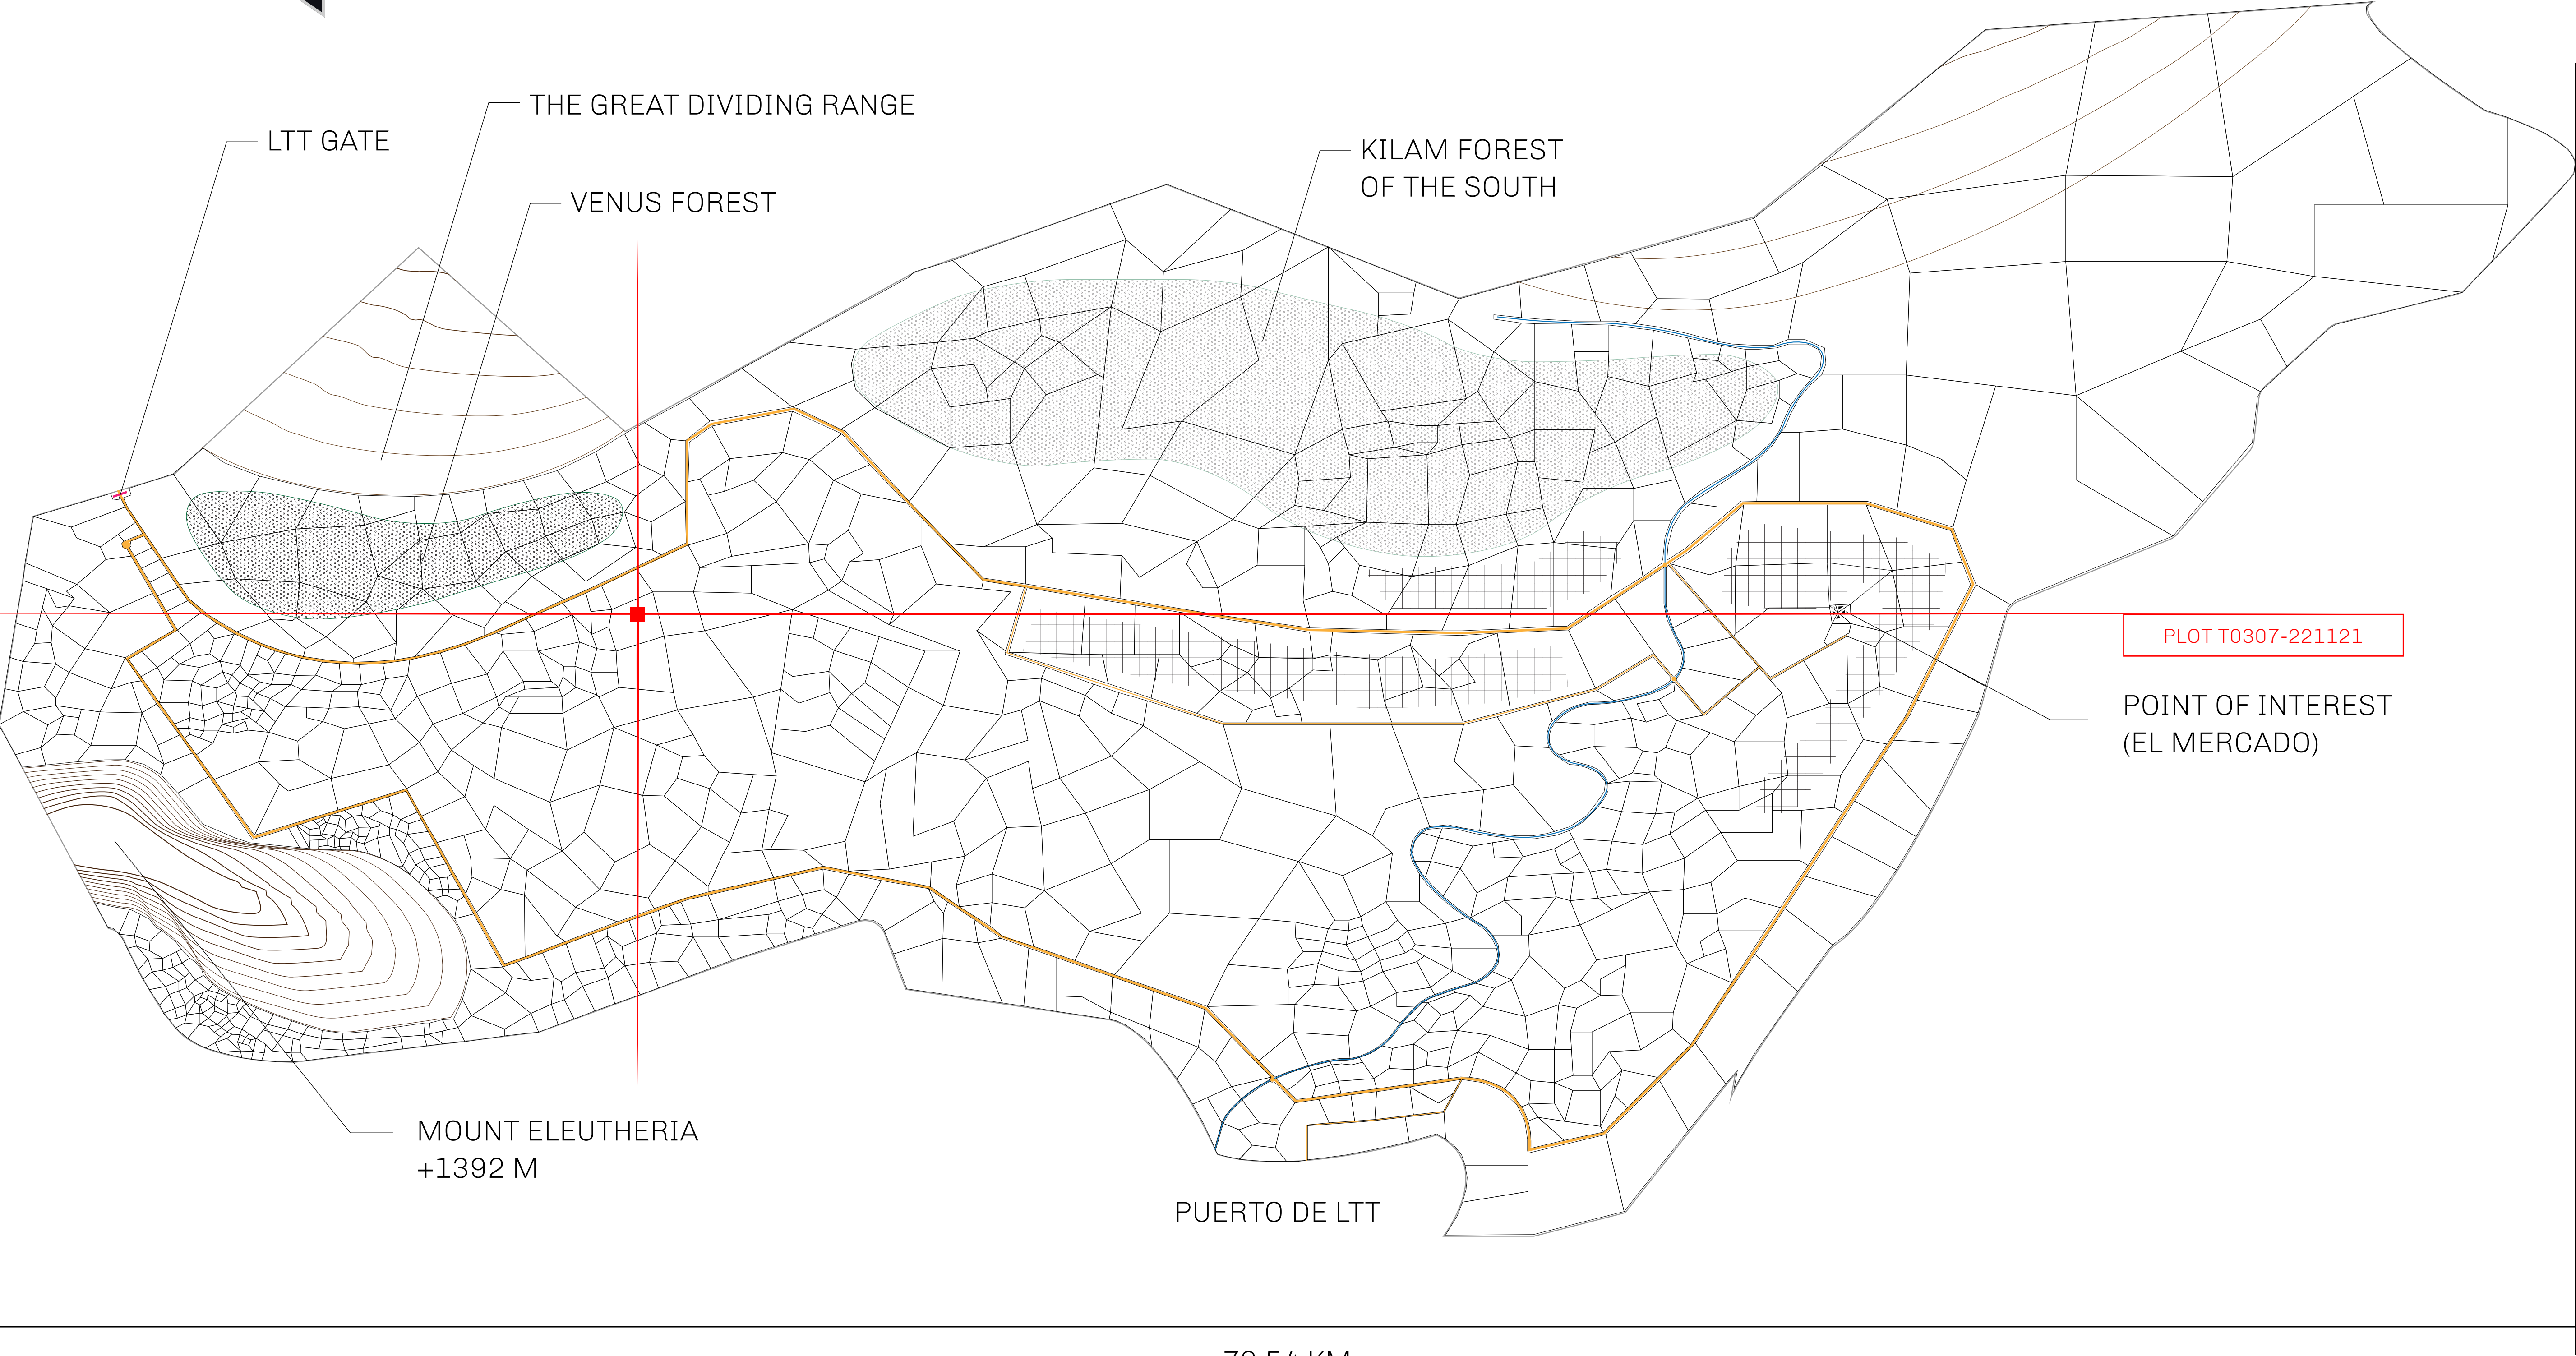 THE GREAT DIVIDING RANGE
LTT GATE
KILAM FOREST
OF THE SOUTH
VENUS FOREST
PLOT T0307-221121
POINT OF INTEREST
(EL MERCADO)
MOUNT ELEUTHERIA
+1392 M
PUERTO DE LTT